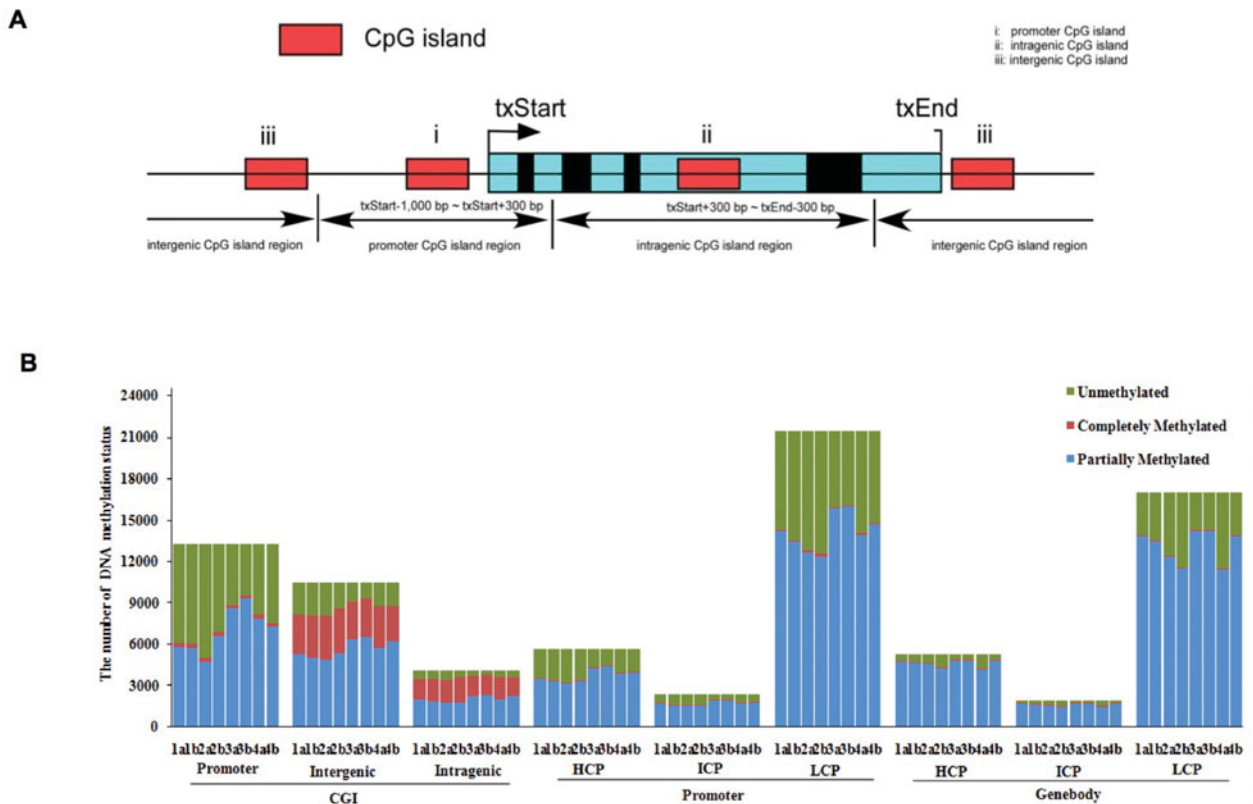 A
CpG island
i: promoter CpG island
ii: intragenic CpG island
iii: intergenic CpG island
txStart
txEnd
iii
i
ii
iii
txStart-1,000 bp ~ txStart+300 bp
txStart+300 bp ~ txEnd-300 bp
intergenic CpG island region
promoter CpG island region
intragenic CpG island region
intergenic CpG island region
B
The number of DNA methylation status
24000
21000
18000
15000
12000
9000
6000
3000
0
Unmethylated
Completely Methylated
Partially Methylated
1a1b2a2b3a3b4a4b 1a1b2a2b3a3b4a4b 1a1b2a2b3a3b4a4b 1a1b2a2b3a3b4a4b 1a1b2a2b3a3b4a4b 1a1b2a2b3a3b4a4b 1a1b2a2b3a3b4a4b 1a1b2a2b3a3b4a4b 1a1b2a2b3a3b4a4b
Promoter Intergenic Intragenic HCP ICP LCP HCP ICP LCP
CGI Promoter Genebody